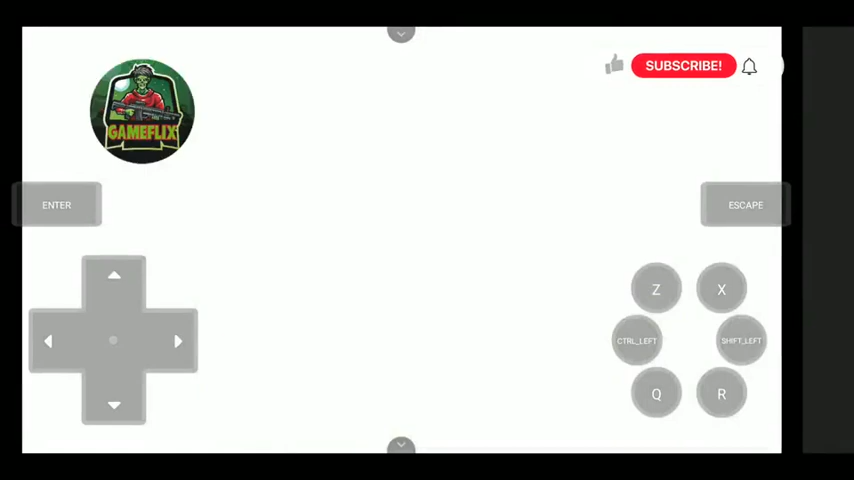 SUBSCRIBE!
GAMEFLIX
ENTER
ESCAPE
Z
X
CTRL_LEFT
SHIFT_LEFT
Q
R